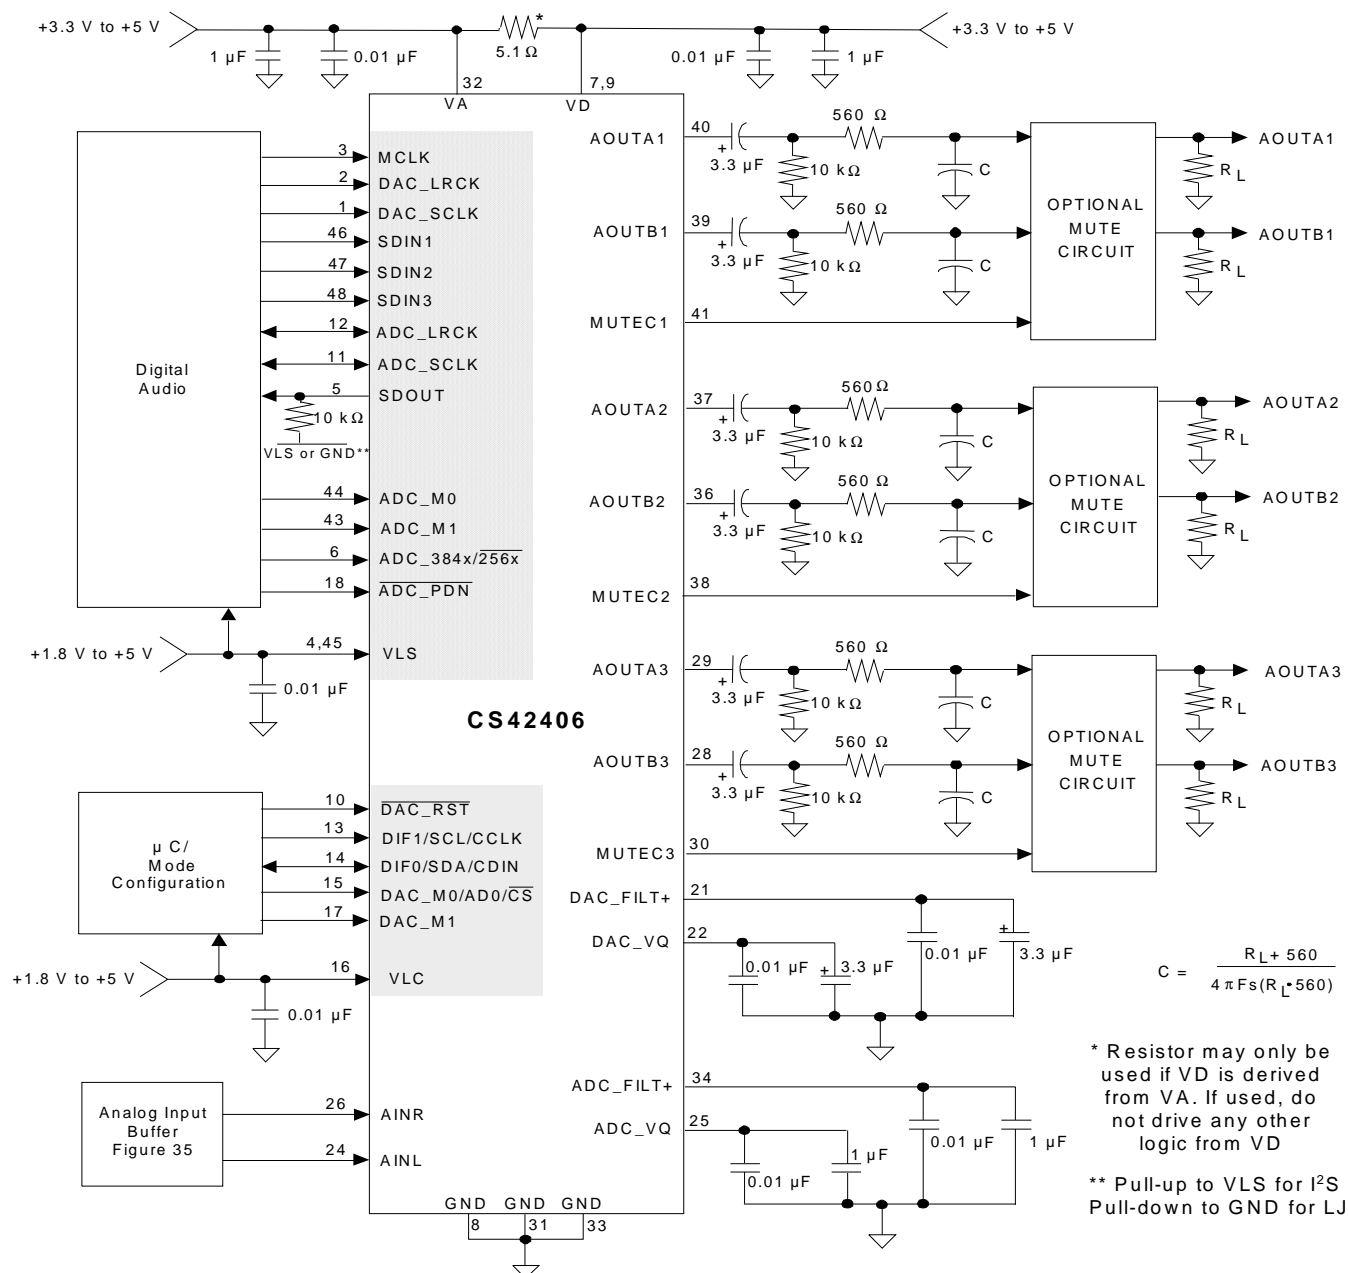 +3.3 V to +5 V
1 µF
0.01 µF
*
5.1 Ω
0.01 µF
1 µF
+3.3 V to +5 V
32
7,9
VA
VD
Digital
Audio
3
MCLK
2
DAC_LRCK
1
DAC_SCLK
46
SDIN1
47
SDIN2
48
SDIN3
12
ADC_LRCK
11
ADC_SCLK
5
SDOUT
10 kΩ
VLS or GND**
44
ADC_M0
43
ADC_M1
6
ADC_384x/256x
18
ADC_PDN
+1.8 V to +5 V
4,45
VLS
0.01 µF
CS42406
µ C/
Mode
Configuration
10
DAC_RST
13
DIF1/SCL/CCLK
14
DIF0/SDA/CDIN
15
DAC_M0/AD0/CS
17
DAC_M1
+1.8 V to +5 V
16
VLC
0.01 µF
Analog Input
Buffer
Figure 35
26
AINR
24
AINL
GND GND GND
8
31
33
AOUTA1
40
+
3.3 µF
10 kΩ
560 Ω
C
AOUTB1
39
+
3.3 µF
10 kΩ
560 Ω
C
MUTEC1
41
OPTIONAL
MUTE
CIRCUIT
AOUTA1
RL
AOUTB1
RL
AOUTA2
37
+
3.3 µF
10 kΩ
560 Ω
C
AOUTB2
36
+
3.3 µF
10 kΩ
560 Ω
C
MUTEC2
38
OPTIONAL
MUTE
CIRCUIT
AOUTA2
RL
AOUTB2
RL
AOUTA3
29
+
3.3 µF
10 kΩ
560 Ω
C
AOUTB3
28
+
3.3 µF
10 kΩ
560 Ω
C
MUTEC3
30
OPTIONAL
MUTE
CIRCUIT
AOUTA3
RL
AOUTB3
RL
DAC_FILT+
21
DAC_VQ
22
0.01 µF
+
3.3 µF
0.01 µF
+
3.3 µF
C = RL+ 560
4πFs(RL•560)
ADC_FILT+
34
ADC_VQ
25
0.01 µF
1 µF
0.01 µF
1 µF
* Resistor may only be
used if VD is derived
from VA. If used, do
not drive any other
logic from VD
** Pull-up to VLS for I²S
Pull-down to GND for LJ